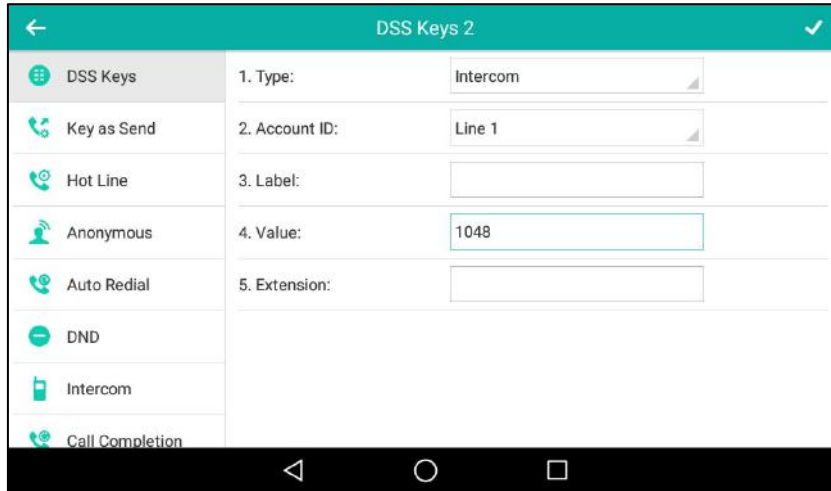 DSS Keys 2
DSS Keys
Key as Send
Hot Line
Anonymous
Auto Redial
DND
Intercom
Call Completion
1. Type: Intercom
2. Account ID: Line 1
3. Label:
4. Value: 1048
5. Extension: